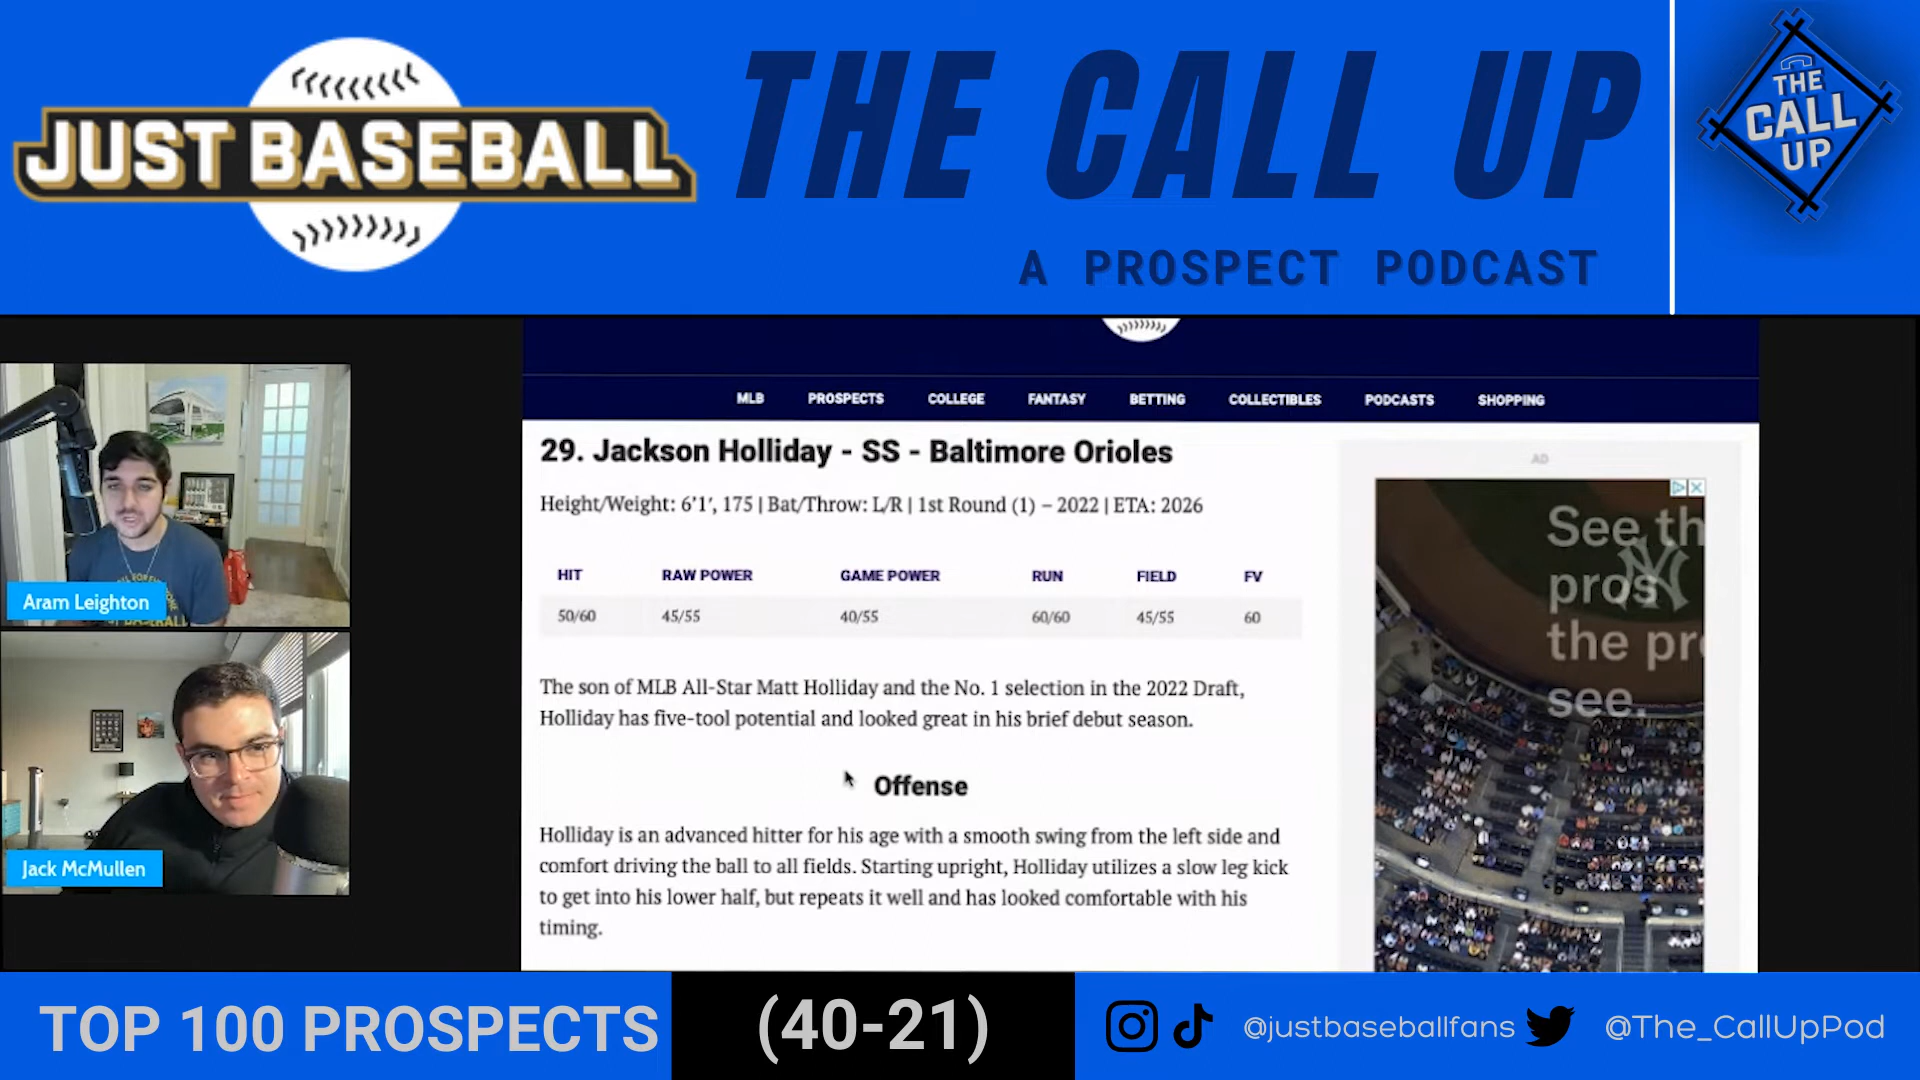 JUST BASEBALL
THE CALL UP
A PROSPECT PODCAST
THE
CALL
UP
MLB PROSPECTS COLLEGE FANTASY BETTING COLLECTIBLES PODCASTS SHOPPING
29. Jackson Holliday - SS - Baltimore Orioles
Height/Weight: 6'1', 175 | Bat/Throw: L/R | 1st Round (1) – 2022 | ETA: 2026
HIT RAW POWER GAME POWER RUN FIELD FV
50/60 45/55 40/55 60/60 45/55 60
The son of MLB All-Star Matt Holliday and the No. 1 selection in the 2022 Draft,
Holliday has five-tool potential and looked great in his brief debut season.
Offense
Holliday is an advanced hitter for his age with a smooth swing from the left side and
comfort driving the ball to all fields. Starting upright, Holliday utilizes a slow leg kick
to get into his lower half, but repeats it well and has looked comfortable with his
timing.
AD
See th
pros
the pr
see.
Aram Leighton
Jack McMullen
TOP 100 PROSPECTS
(40-21)
@justbaseballfans
@The_CallUpPod